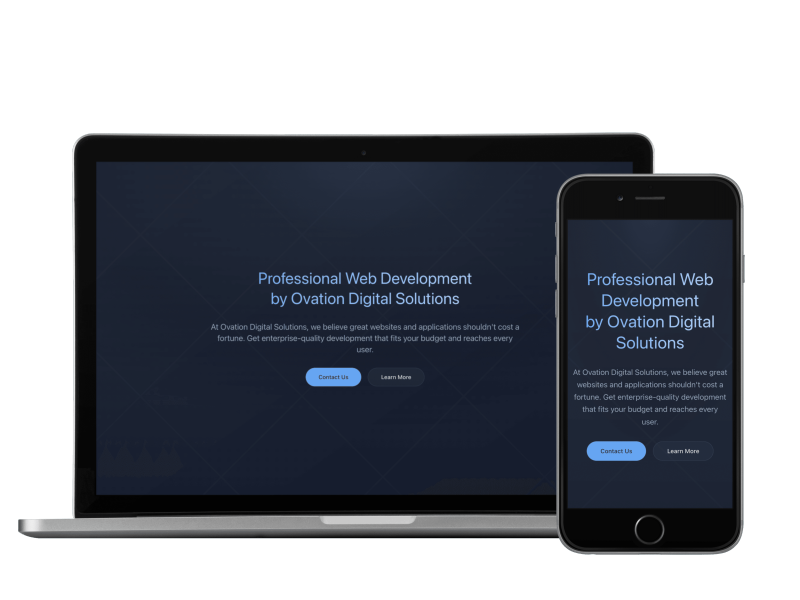 Professional Web Development
by Ovation Digital Solutions
At Ovation Digital Solutions, we believe great websites and applications shouldn't cost a
fortune. Get enterprise-quality development that fits your budget and reaches every
user.
Contact Us
Learn More
Professional Web
Development
by Ovation Digital
Solutions
At Ovation Digital Solutions, we believe great
websites and applications shouldn't cost a
fortune. Get enterprise-quality development
that fits your budget and reaches every
user.
Contact Us
Learn More